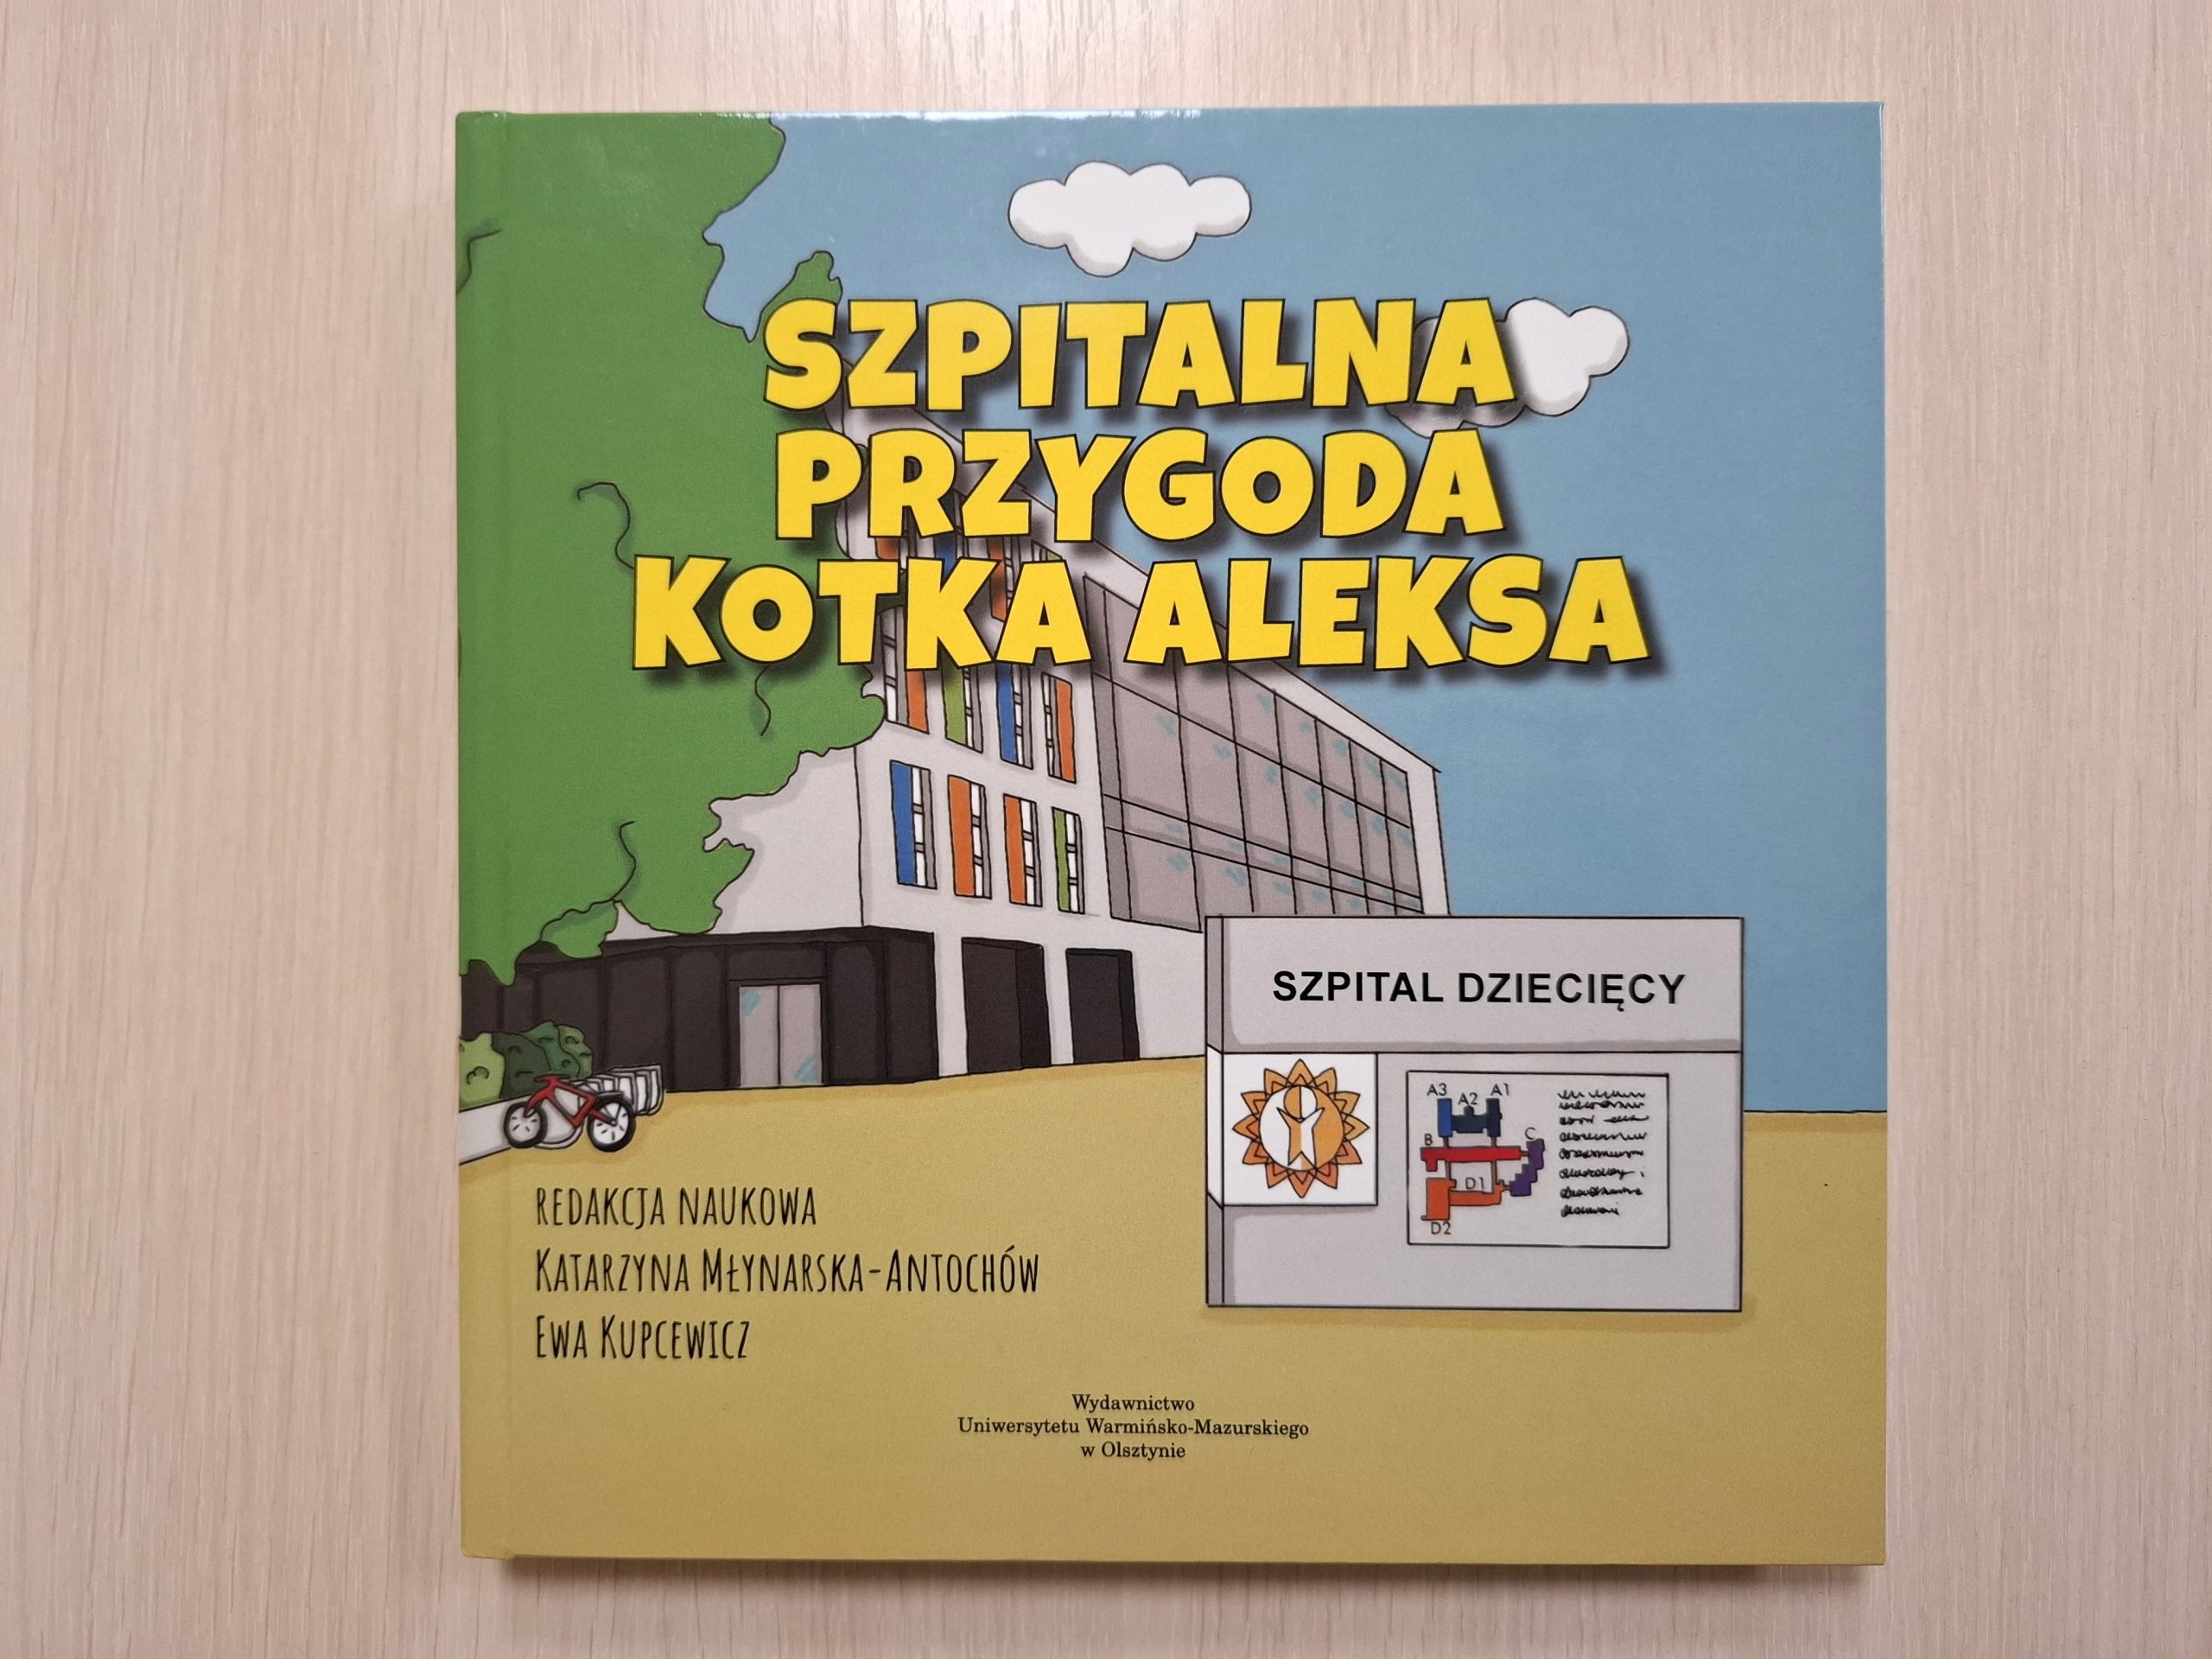 SZPITALNA
PRZYGODA
KOTKA ALEKSA
SZPITAL DZIECIĘCY
A3 A2 A1
B C
D1
D2
REDAKCJA NAUKOWA
KATARZYNA MŁYNARSKA-ANTOCHÓW
EWA KUPCEWICZ
Wydawnictwo
Uniwersytetu Warmińsko-Mazurskiego
w Olsztynie